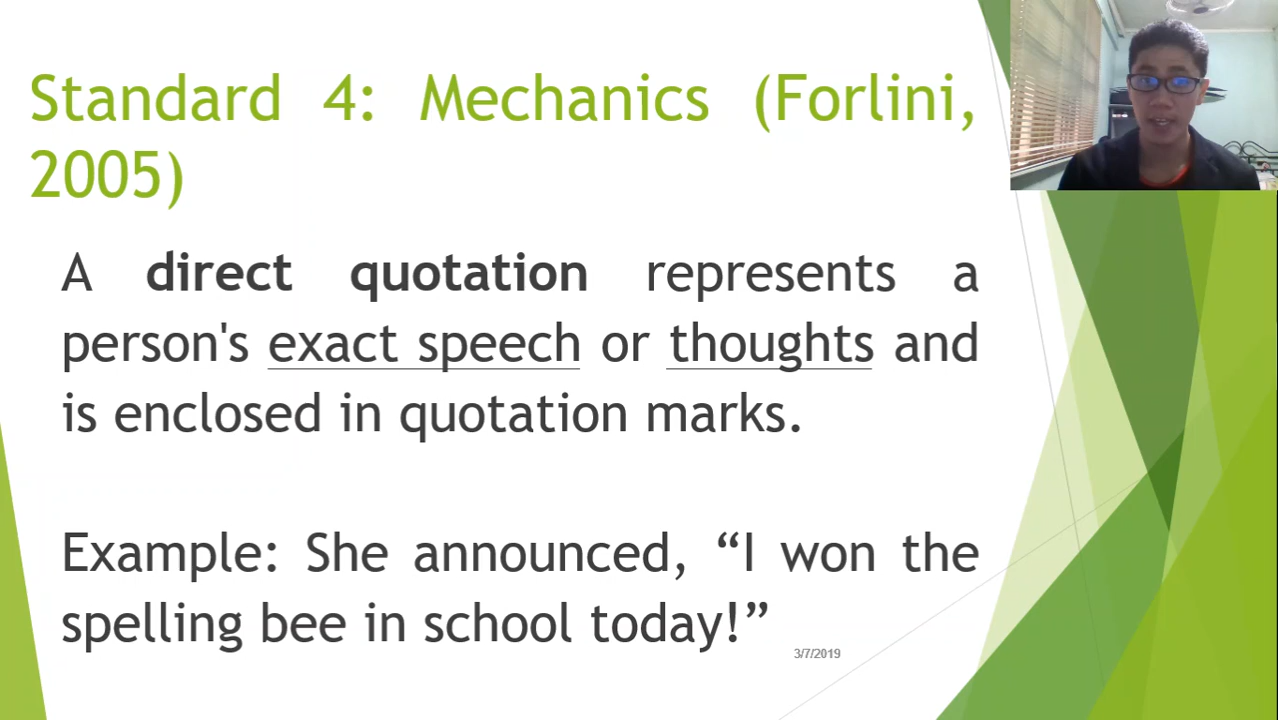 Standard 4: Mechanics (Forlini,
2005)
A direct quotation represents a
person's exact speech or thoughts and
is enclosed in quotation marks.
Example: She announced, “I won the
spelling bee in school today!”
3/7/2019